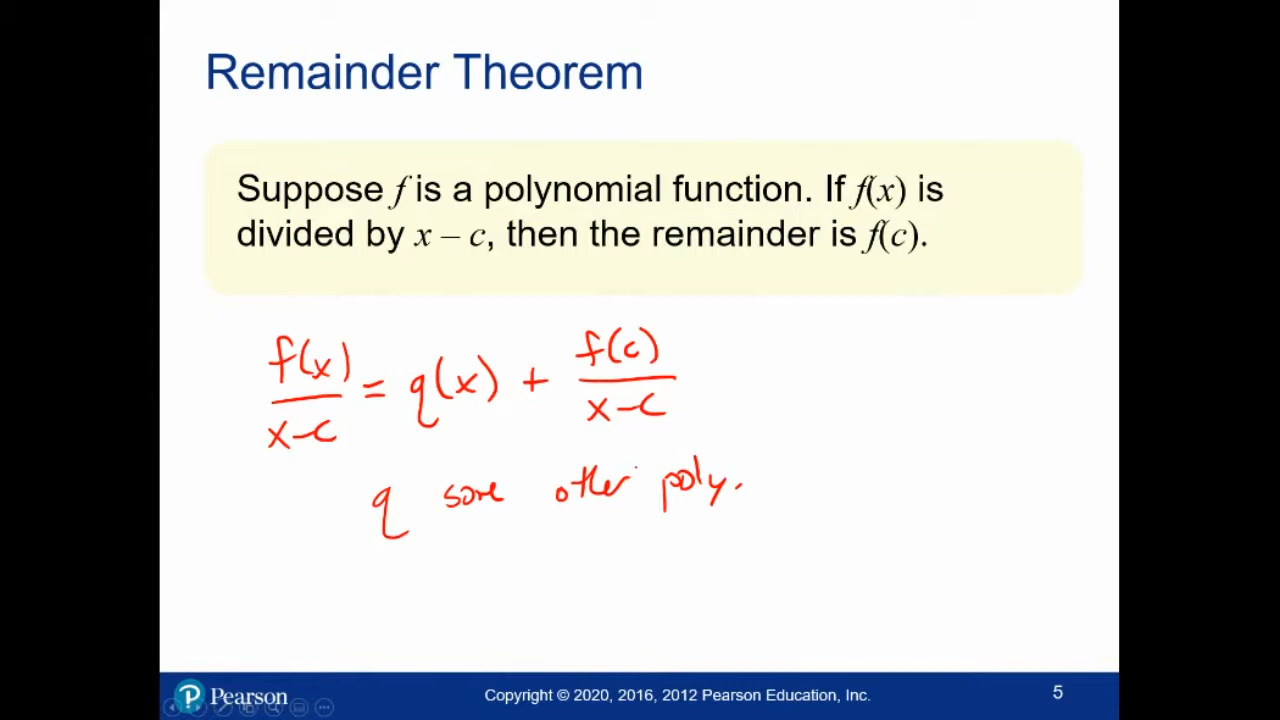 Remainder Theorem
Suppose f is a polynomial function. If f(x) is
divided by x – c, then the remainder is f(c).
f(x)/x-c = q(x) + f(c)/x-c
q some other poly.
Pearson
Copyright © 2020, 2016, 2012 Pearson Education, Inc.
5